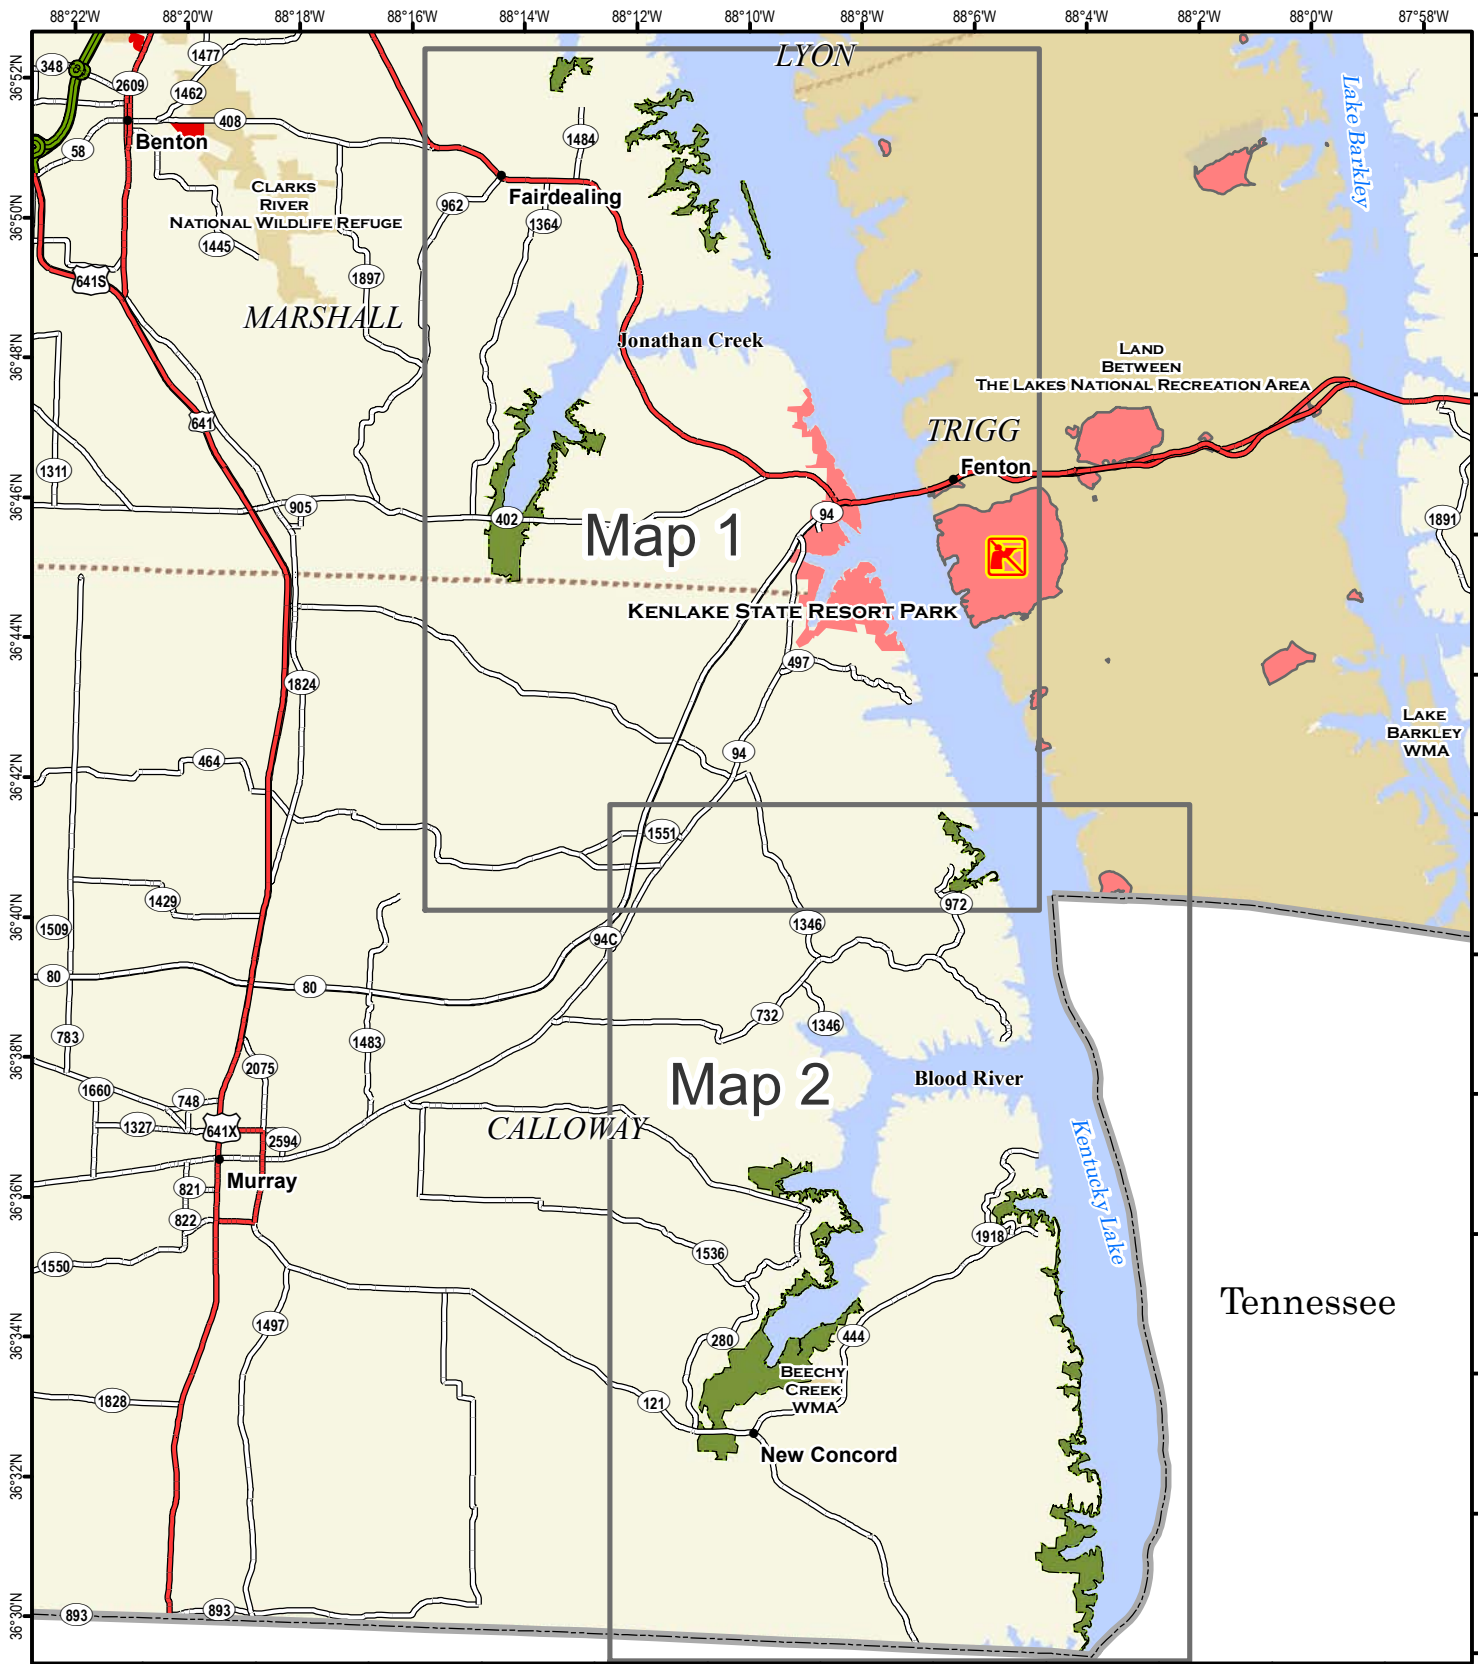 88°22'W 88°20'W 88°18'W 88°16'W 88°14'W 88°12'W 88°10'W 88°8'W 88°6'W 88°4'W 88°2'W 88°0'W 87°58'W
LYON
1477
348
36°52'N
2609
1462
Lake Barkley
408
1484
Benton
58
CLARKS
RIVER
NATIONAL WILDLIFE REFUGE
Fairdealing
962
1364
36°50'N
1445
1897
641S
MARSHALL
Jonathan Creek
36°48'N
LAND
BETWEEN
THE LAKES NATIONAL RECREATION AREA
641
TRIGG
1311
Fenton
36°46'N
905
402
94
1891
Map 1
KENLAKE STATE RESORT PARK
36°44'N
497
1824
LAKE
BARKLEY
WMA
94
464
36°42'N
1551
1429
972
36°40'N
1509
1346
94C
80
80
732
1346
783
1483
36°38'N
2075
Map 2
Blood River
1660
748
1327
641X
2594
CALLOWAY
Kentucky Lake
Murray
821
36°36'N
822
1918
1536
1550
Tennessee
1497
280
444
36°34'N
BEECHY
CREEK
WMA
1828
121
New Concord
36°32'N
893
893
36°30'N